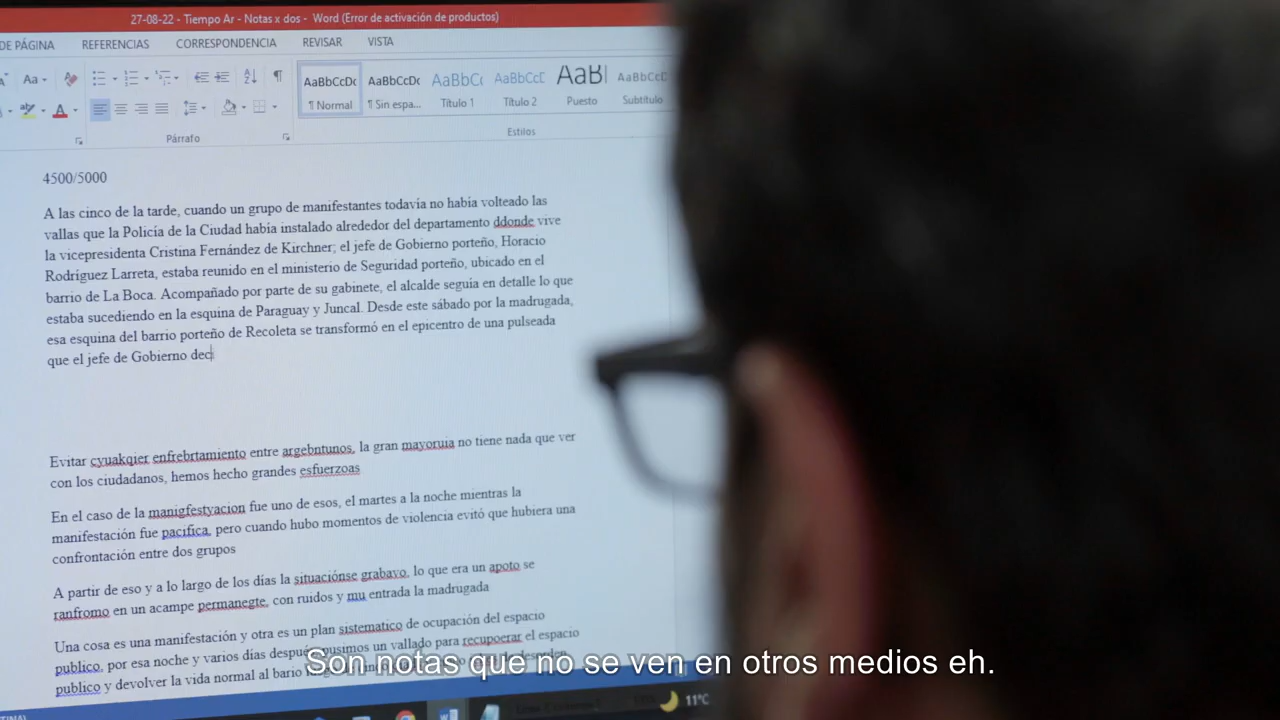 27-08-22 - Tiempo Ar - Notas x dos - Word (Error de activación de productos)
DE PÁGINA REFERENCIAS CORRESPONDENCIA REVISAR VISTA
Aa
AaBbCcDc AaBbCcDc AaBbC AaBbCcD AaB AaBbCcD
¶ Normal ¶ Sin espa... Título 1 Título 2 Puesto Subtítulo
Párrafo Estilos
4500/5000
A las cinco de la tarde, cuando un grupo de manifestantes todavía no había volteado las
vallas que la Policía de la Ciudad había instalado alrededor del departamento ddonde vive
la vicepresidenta Cristina Fernández de Kirchner; el jefe de Gobierno porteño, Horacio
Rodríguez Larreta, estaba reunido en el ministerio de Seguridad porteño, ubicado en el
barrio de La Boca. Acompañado por parte de su gabinete, el alcalde seguía en detalle lo que
estaba sucediendo en la esquina de Paraguay y Juncal. Desde este sábado por la madrugada,
esa esquina del barrio porteño de Recoleta se transformó en el epicentro de una pulseada
que el jefe de Gobierno dec
Evitar cyuakqier enfrebrtamiento entre argebntunos, la gran mayoruia no tiene nada que ver
con los ciudadanos, hemos hecho grandes esfuerzoas
En el caso de la manigfestyacion fue uno de esos, el martes a la noche mientras la
manifestación fue pacifica, pero cuando hubo momentos de violencia evitó que hubiera una
confrontación entre dos grupos
A partir de eso y a lo largo de los días la situaciónse grabavo, lo que era un apoto se
ranfromo en un acampe permanegte, con ruidos y mu entrada la madrugada
Una cosa es una manifestación y otra es un plan sistematico de ocupación del espacio
publico, por esa noche y varios días después pusimos un vallado para recupoerar el espacio
publico y devolver la vida normal al bario
Son notas que no se ven en otros medios eh.
11°C